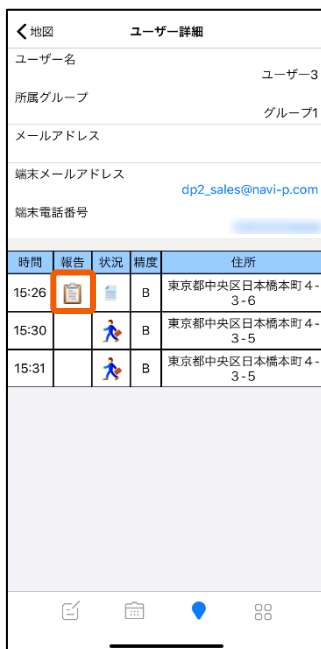 地図 ユーザー詳細
ユーザー名
ユーザー3
所属グループ
グループ1
メールアドレス
端末メールアドレス
dp2_sales@navi-p.com
端末電話番号
時間 報告 状況 精度 住所
15:26 B 東京都中央区日本橋本町4-
3-6
15:30 B 東京都中央区日本橋本町4-
3-5
15:31 B 東京都中央区日本橋本町4-
3-5